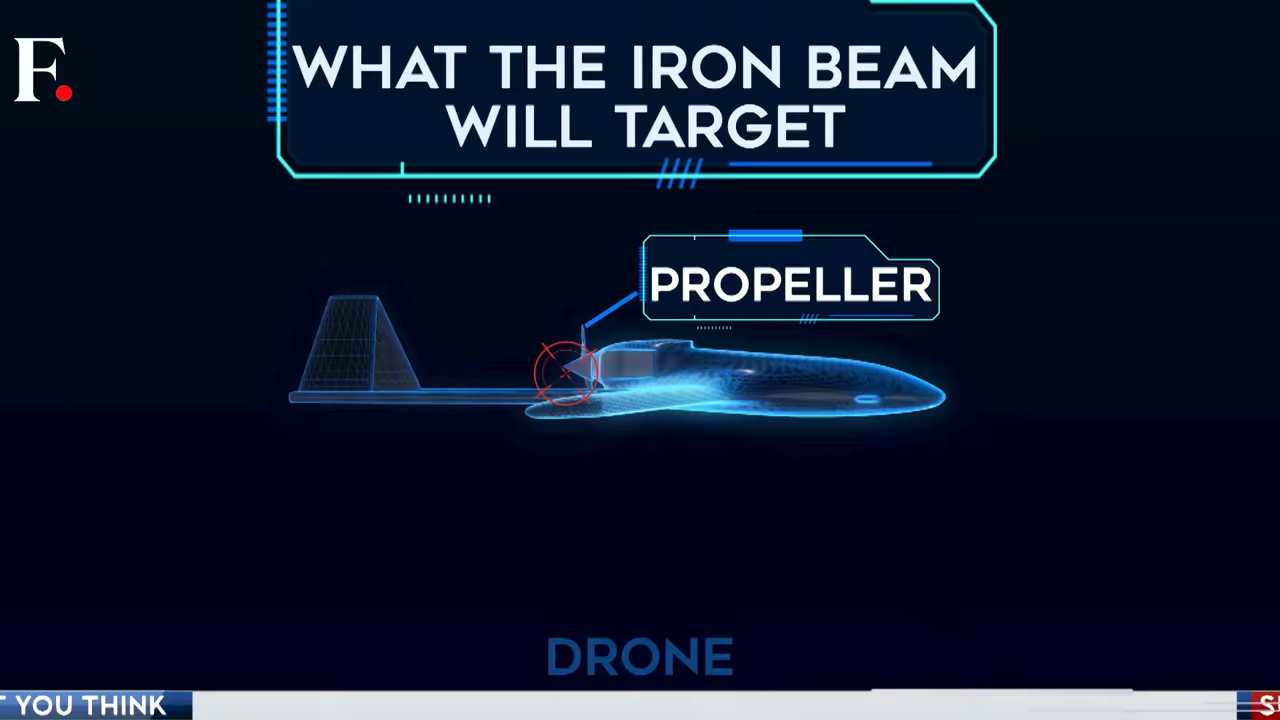 F.
WHAT THE IRON BEAM
WILL TARGET
PROPELLER
DRONE
YOU THINK